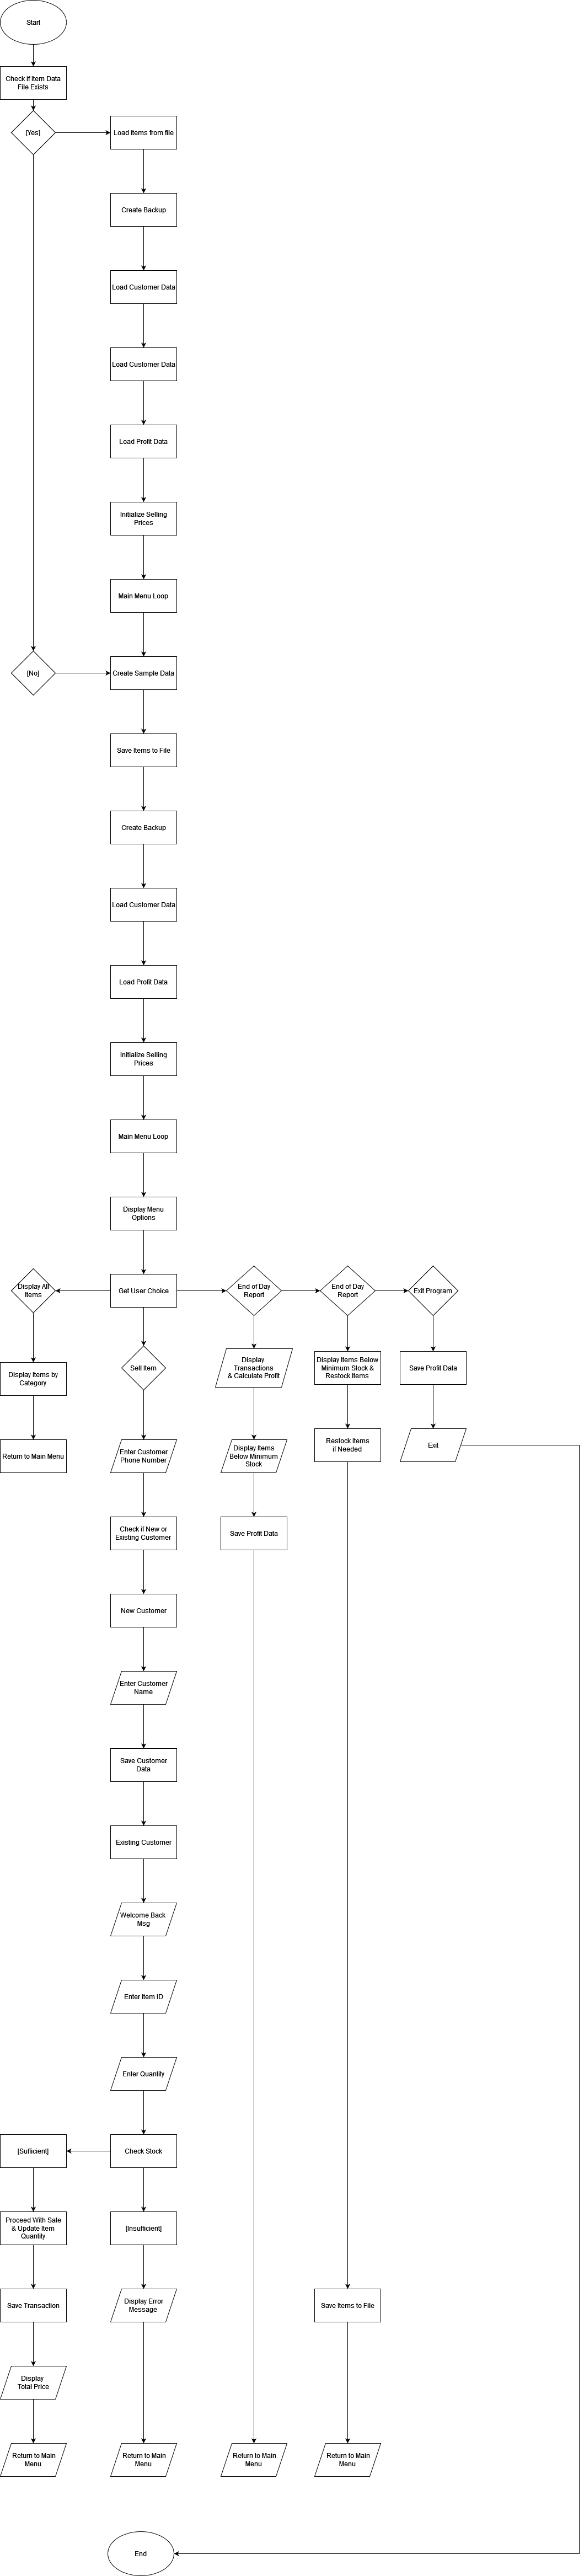 Start
Check if Item Data
File Exists
[Yes]
Load items from file
Create Backup
Load Customer Data
Load Customer Data
Load Profit Data
Initialize Selling
Prices
Main Menu Loop
[No]
Create Sample Data
Save Items to File
Create Backup
Load Customer Data
Load Profit Data
Initialize Selling
Prices
Main Menu Loop
Display Menu
Options
Display All
Items
Get User Choice
End of Day
Report
End of Day
Report
Exit Program
Display Items by
Category
Return to Main Menu
Sell Item
Enter Customer
Phone Number
Check if New or
Existing Customer
New Customer
Enter Customer
Name
Save Customer
Data
Existing Customer
Welcome Back
Msg
Enter Item ID
Enter Quantity
Check Stock
[Sufficient]
Proceed With Sale
& Update Item
Quantity
Save Transaction
Display
Total Price
Return to Main
Menu
[Insufficient]
Display Error
Message
Return to Main
Menu
Display
Transactions
& Calculate Profit
Display Items
Below Minimum
Stock
Save Profit Data
Return to Main
Menu
Display Items Below
Minimum Stock &
Restock Items
Restock Items
if Needed
Save Items to File
Return to Main
Menu
Save Profit Data
Exit
End